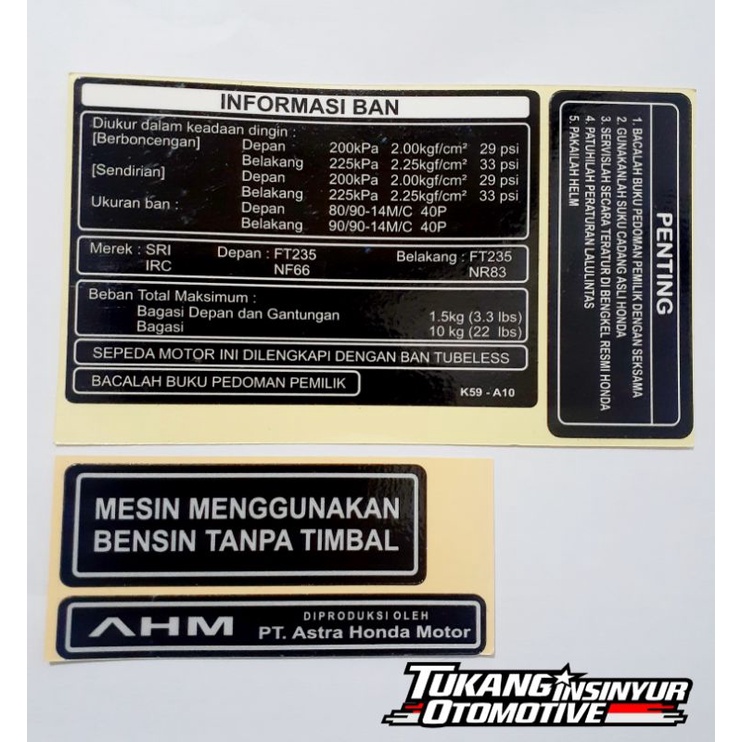 INFORMASI BAN
Diukur dalam keadaan dingin :
[Berboncengan] Depan 200kPa 2.00kgf/cm² 29 psi
Belakang 225kPa 2.25kgf/cm² 33 psi
[Sendirian] Depan 200kPa 2.00kgf/cm² 29 psi
Belakang 225kPa 2.25kgf/cm² 33 psi
Ukuran ban : Depan 80/90-14M/C 40P
Belakang 90/90-14M/C 40P
Merek : SRI Depan : FT235 Belakang : FT235
IRC NF66 NR83
Beban Total Maksimum :
Bagasi Depan dan Gantungan 1.5kg (3.3 lbs)
Bagasi 10 kg (22 lbs)
SEPEDA MOTOR INI DILENGKAPI DENGAN BAN TUBELESS
BACALAH BUKU PEDOMAN PEMILIK
K59 - A10
PENTING
1. BACALAH BUKU PEDOMAN PEMILIK DENGAN SEKSAMA
2. GUNAKANLAH SUKU CADANG ASLI HONDA
3. SERVISLAH SECARA TERATUR DI BENGKEL RESMI HONDA
4. PATUHILAH PERATURAN LALULINTAS
5. PAKAILAH HELM
MESIN MENGGUNAKAN
BENSIN TANPA TIMBAL
AHM
DIPRODUKSI OLEH
PT. Astra Honda Motor
TUKANG INSINYUR
OTOMOTIVE